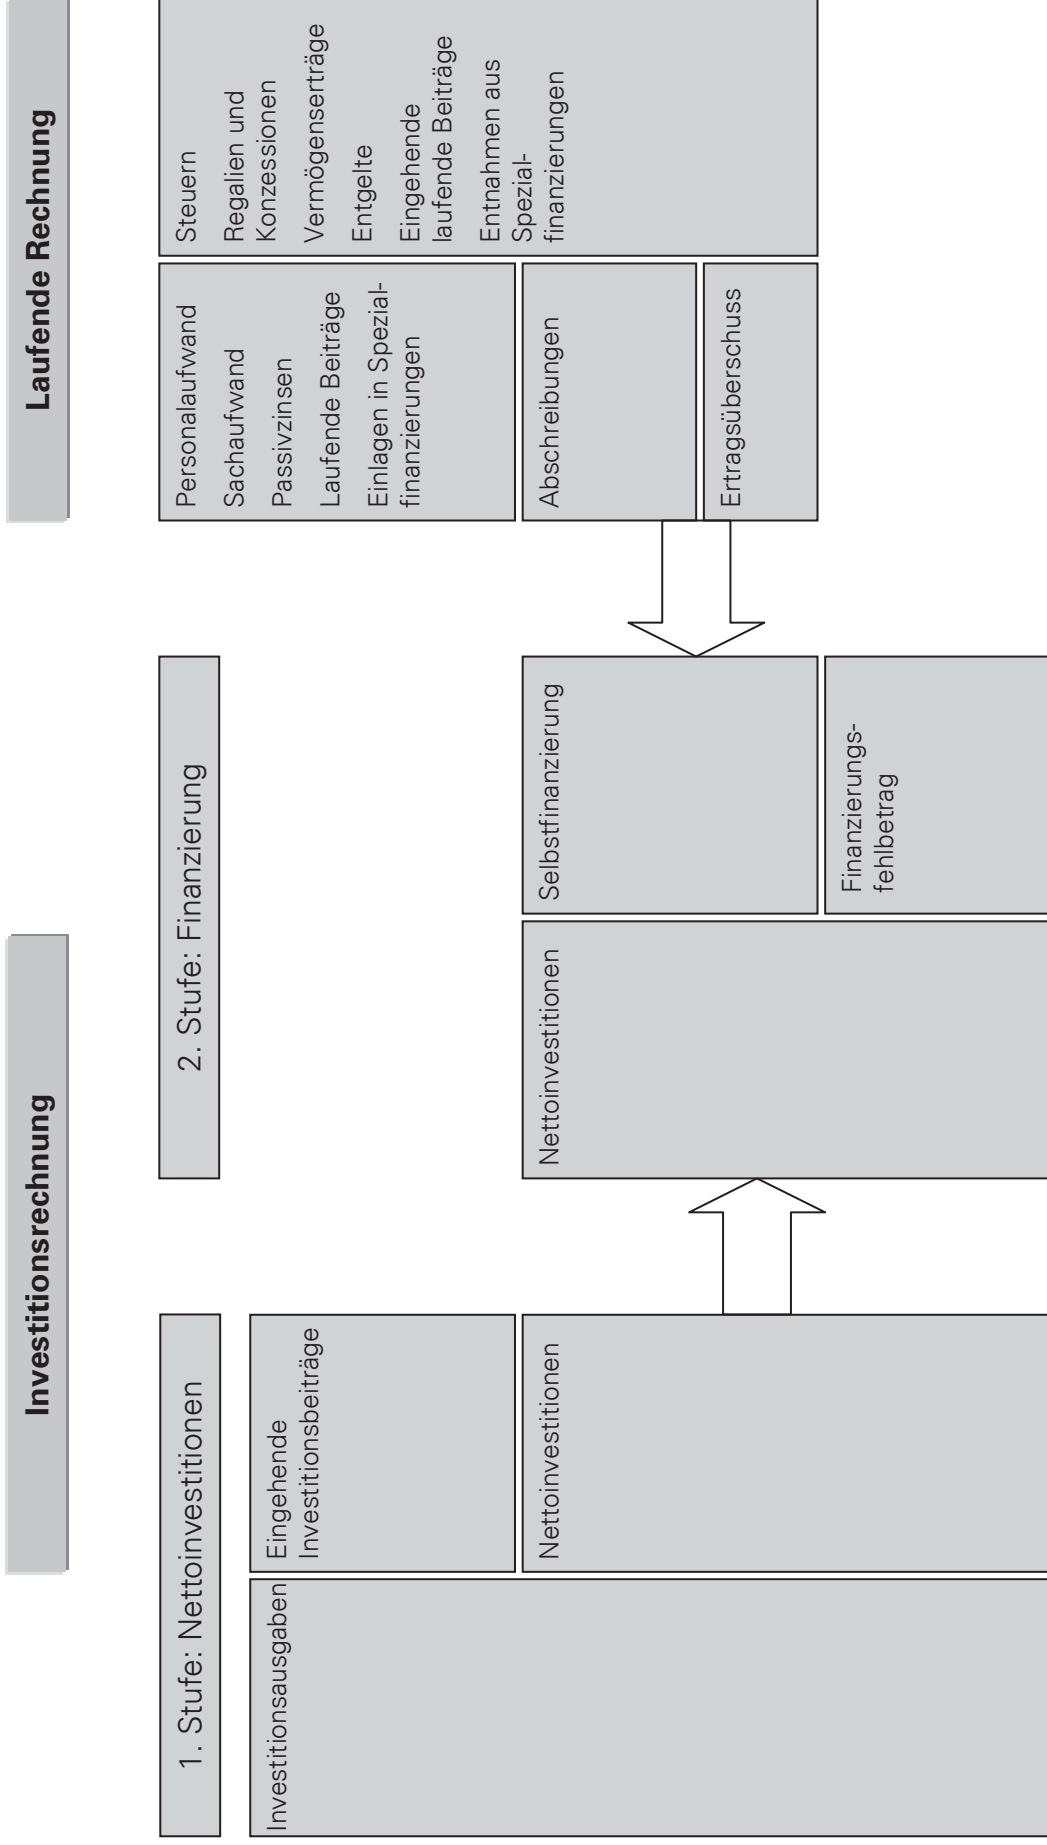 Investitionsrechnung
Laufende Rechnung
1. Stufe: Nettoinvestitionen
2. Stufe: Finanzierung
Investitionsausgaben
Eingehende
Investitionsbeiträge
Nettoinvestitionen
Nettoinvestitionen
Selbstfinanzierung
Finanzierungs-
fehlbetrag
Personalaufwand
Sachaufwand
Passivzinsen
Laufende Beiträge
Einlagen in Spezial-
finanzierungen
Abschreibungen
Ertragsüberschuss
Steuern
Regalien und
Konzessionen
Vermögenserträge
Entgelte
Eingehende
laufende Beiträge
Entnahmen aus
Spezial-
finanzierungen